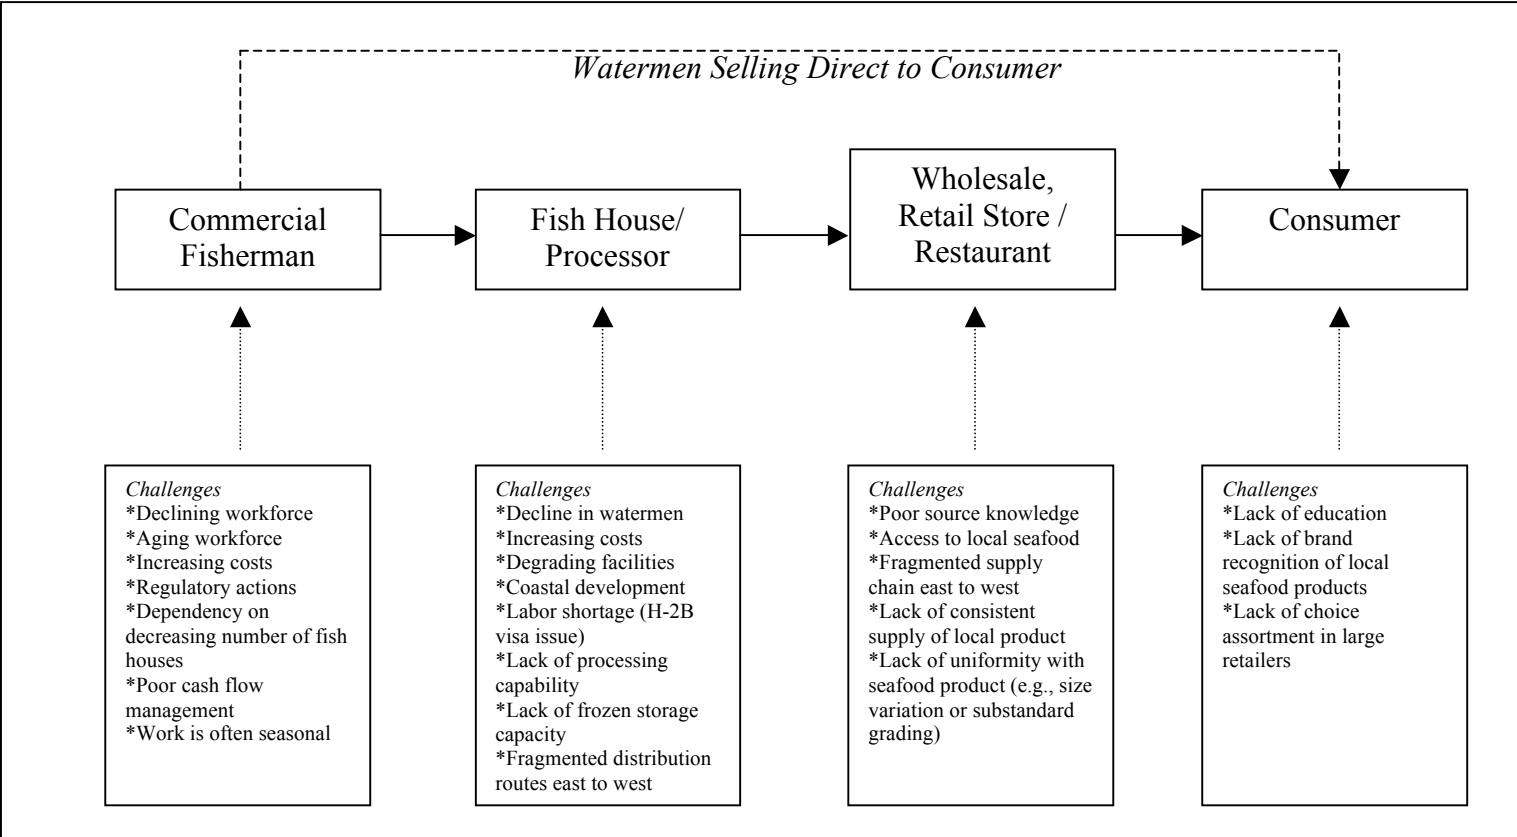 Watermen Selling Direct to Consumer
Commercial
Fisherman
Fish House/
Processor
Wholesale,
Retail Store /
Restaurant
Consumer
Challenges
*Declining workforce
*Aging workforce
*Increasing costs
*Regulatory actions
*Dependency on
decreasing number of fish
houses
*Poor cash flow
management
*Work is often seasonal
Challenges
*Decline in watermen
*Increasing costs
*Degrading facilities
*Coastal development
*Labor shortage (H-2B
visa issue)
*Lack of processing
capability
*Lack of frozen storage
capacity
*Fragmented distribution
routes east to west
Challenges
*Poor source knowledge
*Access to local seafood
*Fragmented supply
chain east to west
*Lack of consistent
supply of local product
*Lack of uniformity with
seafood product (e.g., size
variation or substandard
grading)
Challenges
*Lack of education
*Lack of brand
recognition of local
seafood products
*Lack of choice
assortment in large
retailers